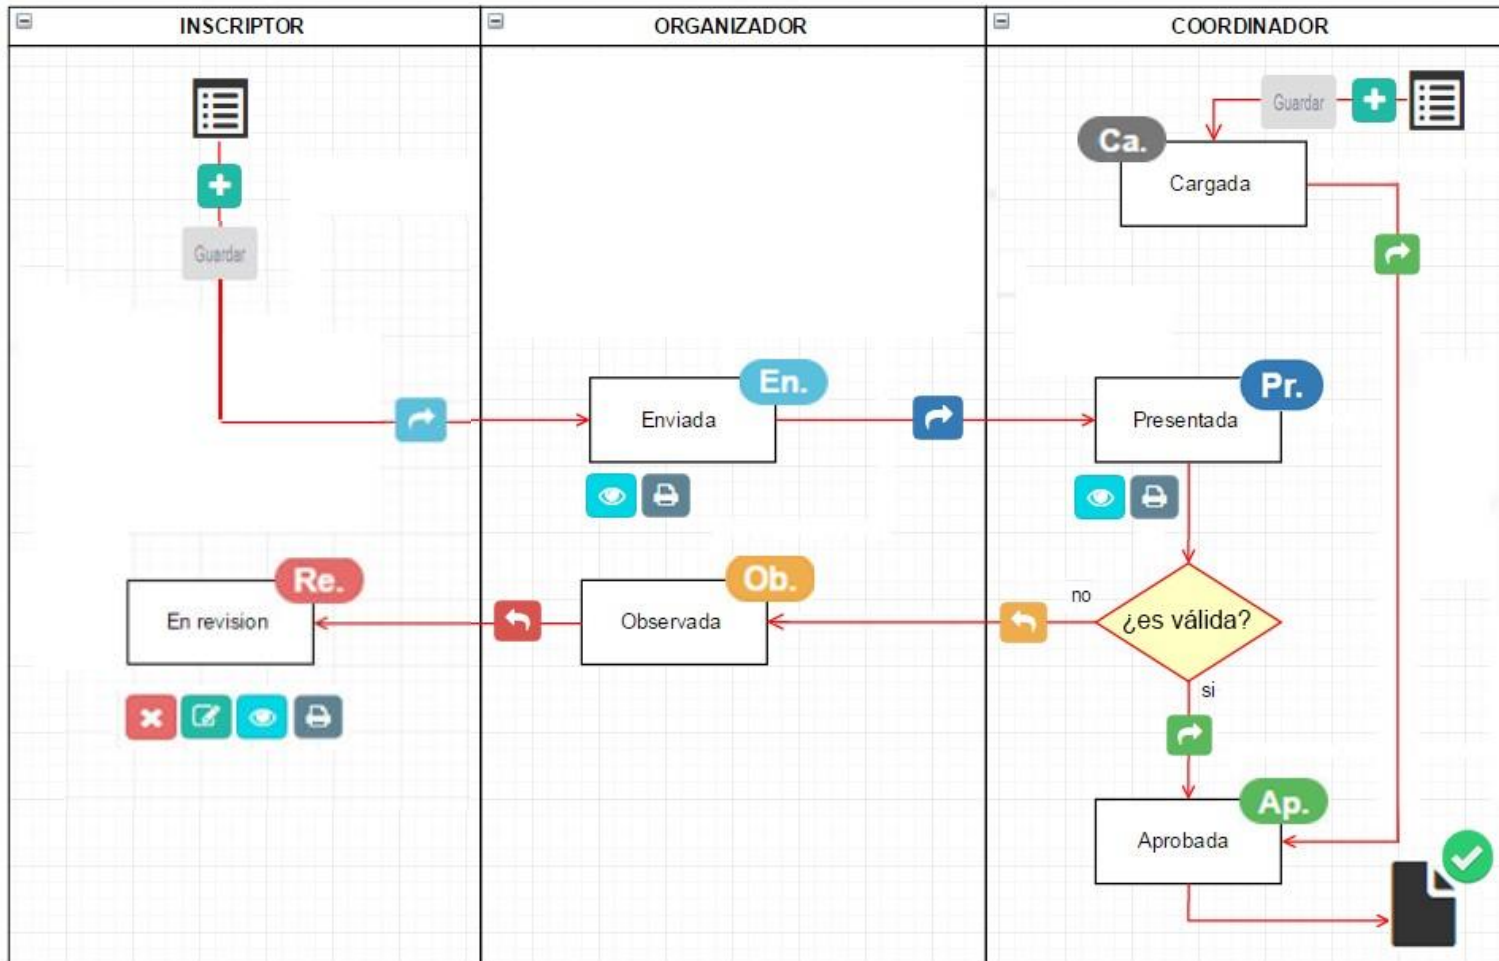 INSCRIPTOR
ORGANIZADOR
COORDINADOR
Guardar
Ca.
Cargada
Guardar
Enviada
En.
Presentada
Pr.
En revision
Re.
Observada
Ob.
no
¿es válida?
si
Aprobada
Ap.